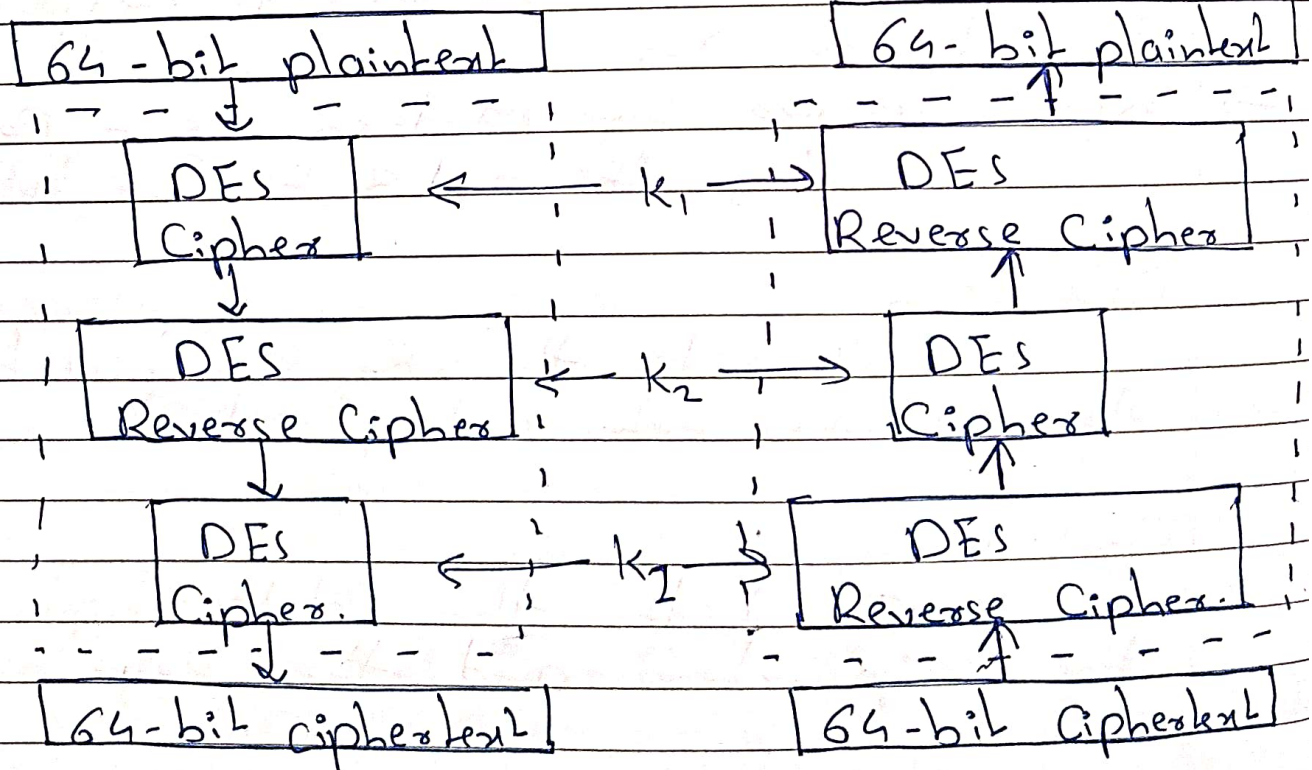 64-bit plaintext
64-bit plaintext
DES
Cipher
K1
DES
Reverse Cipher
DES
Reverse Cipher
K2
DES
Cipher
DES
Cipher.
K1
DES
Reverse Cipher.
64-bit ciphertext
64-bit Ciphertext